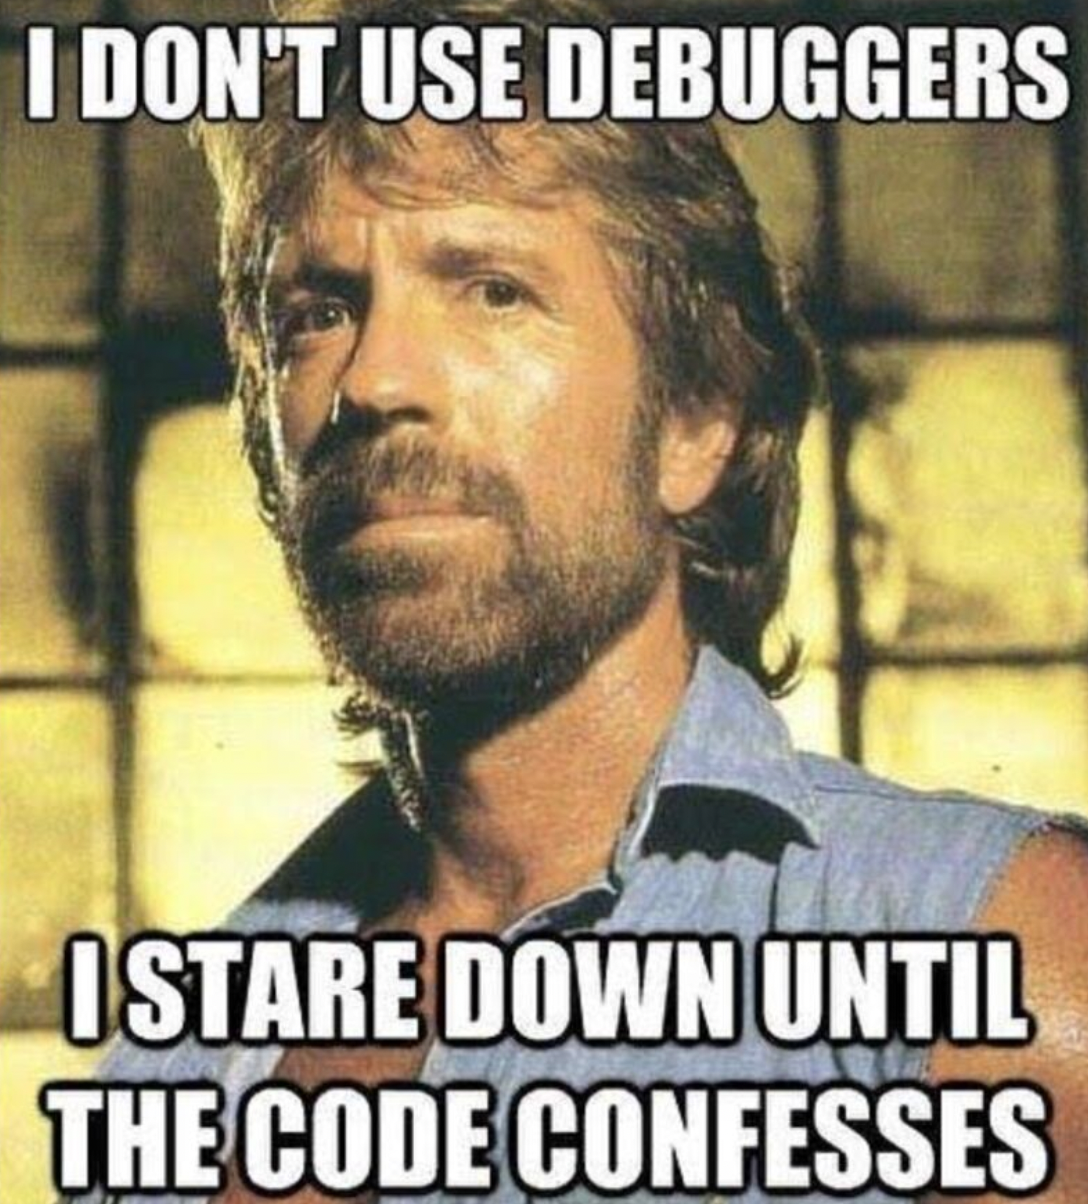 I DON'T USE DEBUGGERS
I STARE DOWN UNTIL
THE CODE CONFESSES